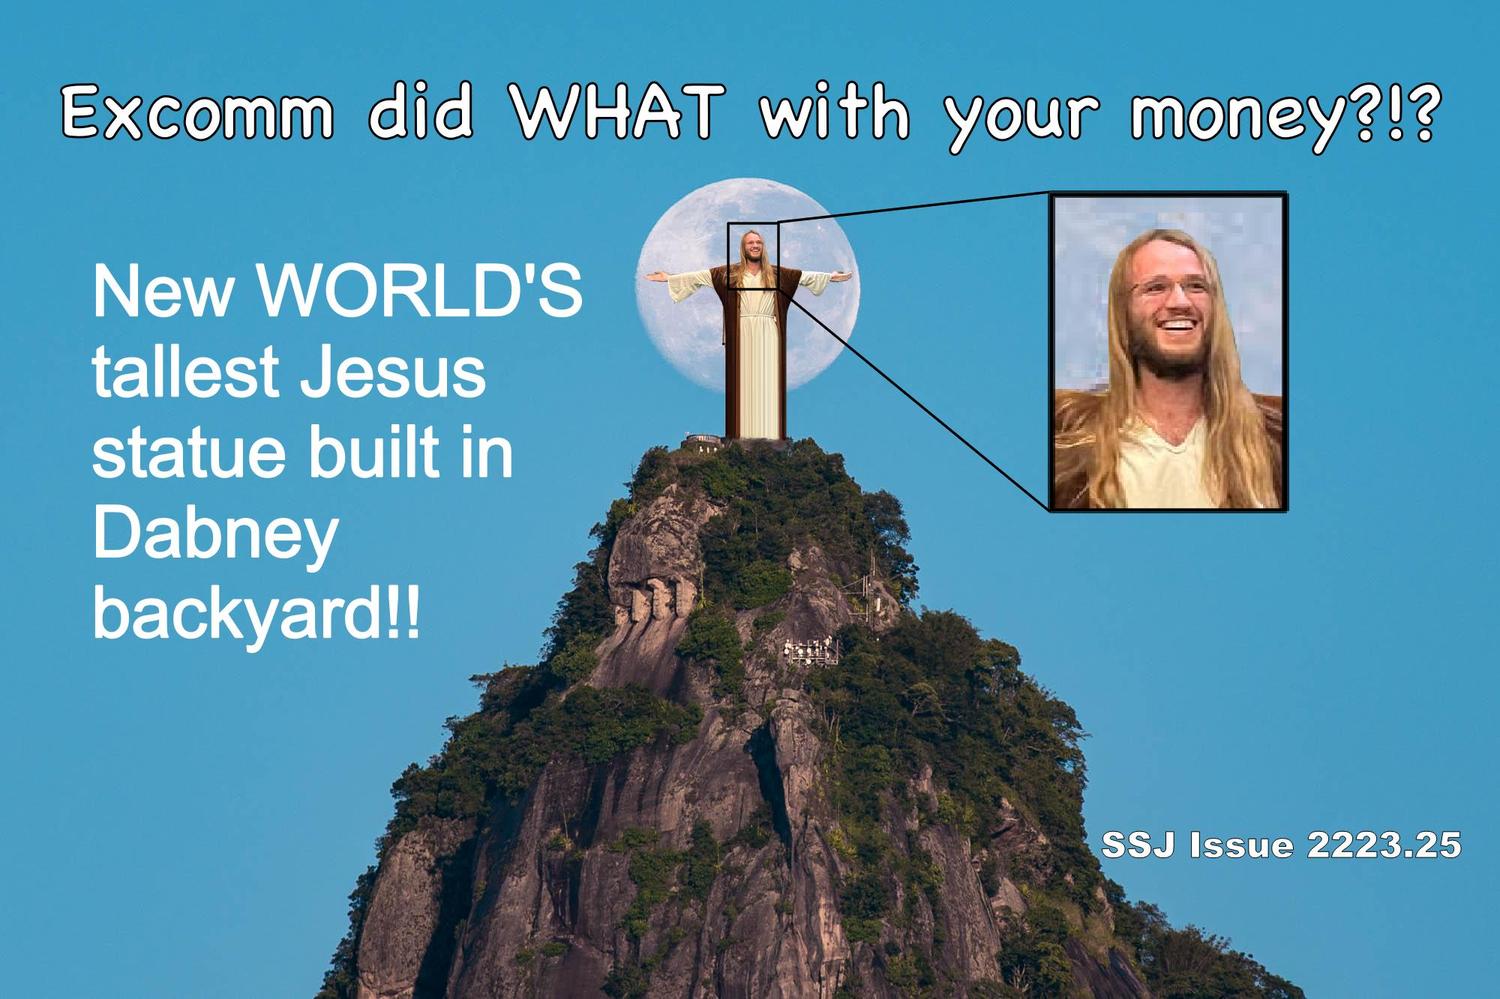 Excomm did WHAT with your money?!?
New WORLD'S
tallest Jesus
statue built in
Dabney
backyard!!
SSJ Issue 2223.25